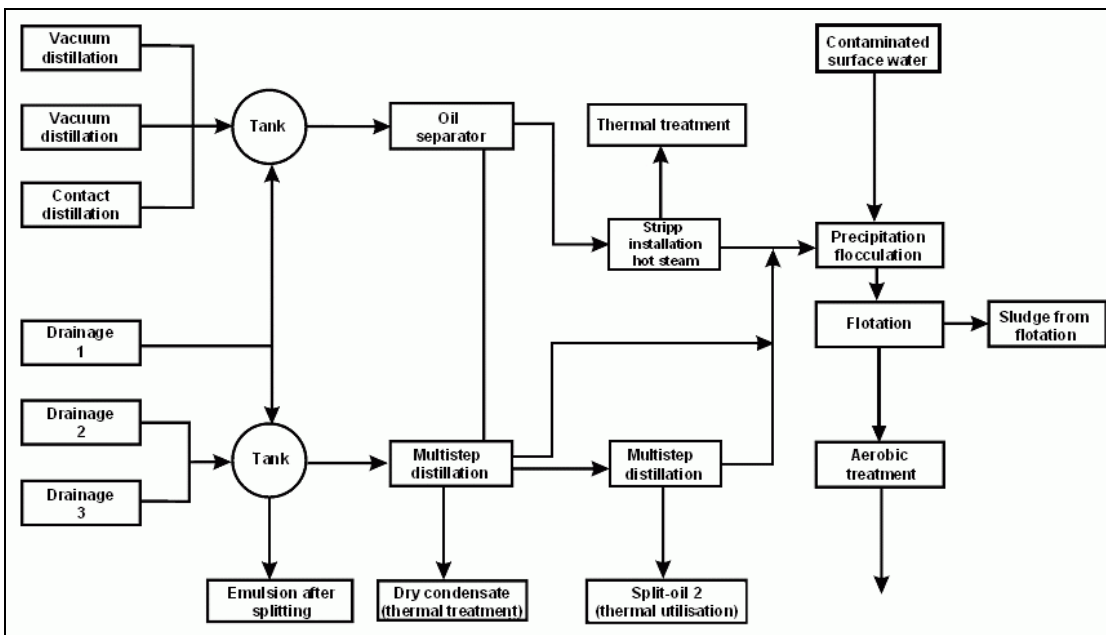 Vacuum
distillation
Contaminated
surface water
Vacuum
distillation
Tank
Oil
separator
Thermal treatment
Contact
distillation
Stripp
installation
hot steam
Precipitation
flocculation
Drainage
1
Flotation
Sludge from
flotation
Drainage
2
Tank
Multistep
distillation
Multistep
distillation
Aerobic
treatment
Drainage
3
Emulsion after
splitting
Dry condensate
(thermal treatment)
Split-oil 2
(thermal utilisation)